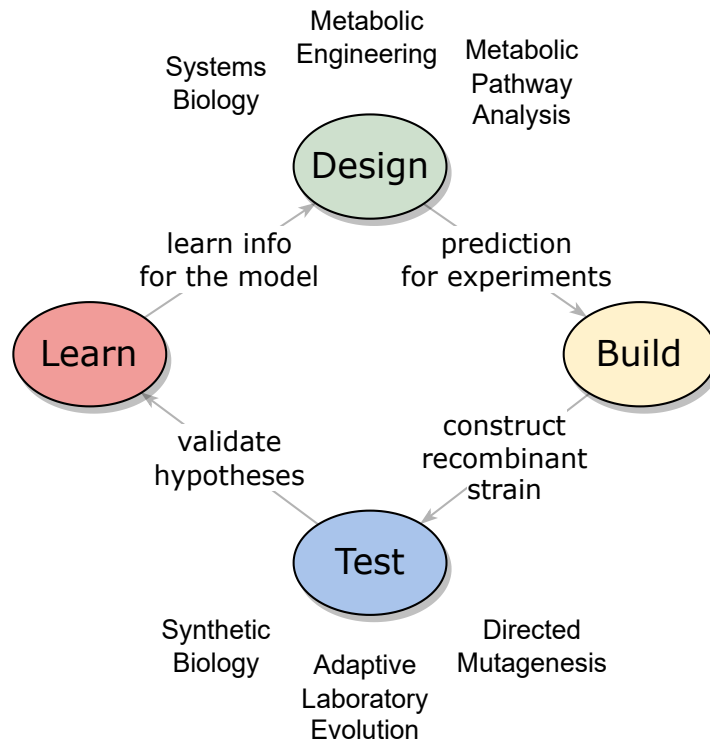 Metabolic
Engineering
Systems
Biology
Metabolic
Pathway
Analysis
Design
learn info
for the model
prediction
for experiments
Learn
Build
validate
hypotheses
construct
recombinant
strain
Test
Synthetic
Biology
Adaptive
Laboratory
Evolution
Directed
Mutagenesis